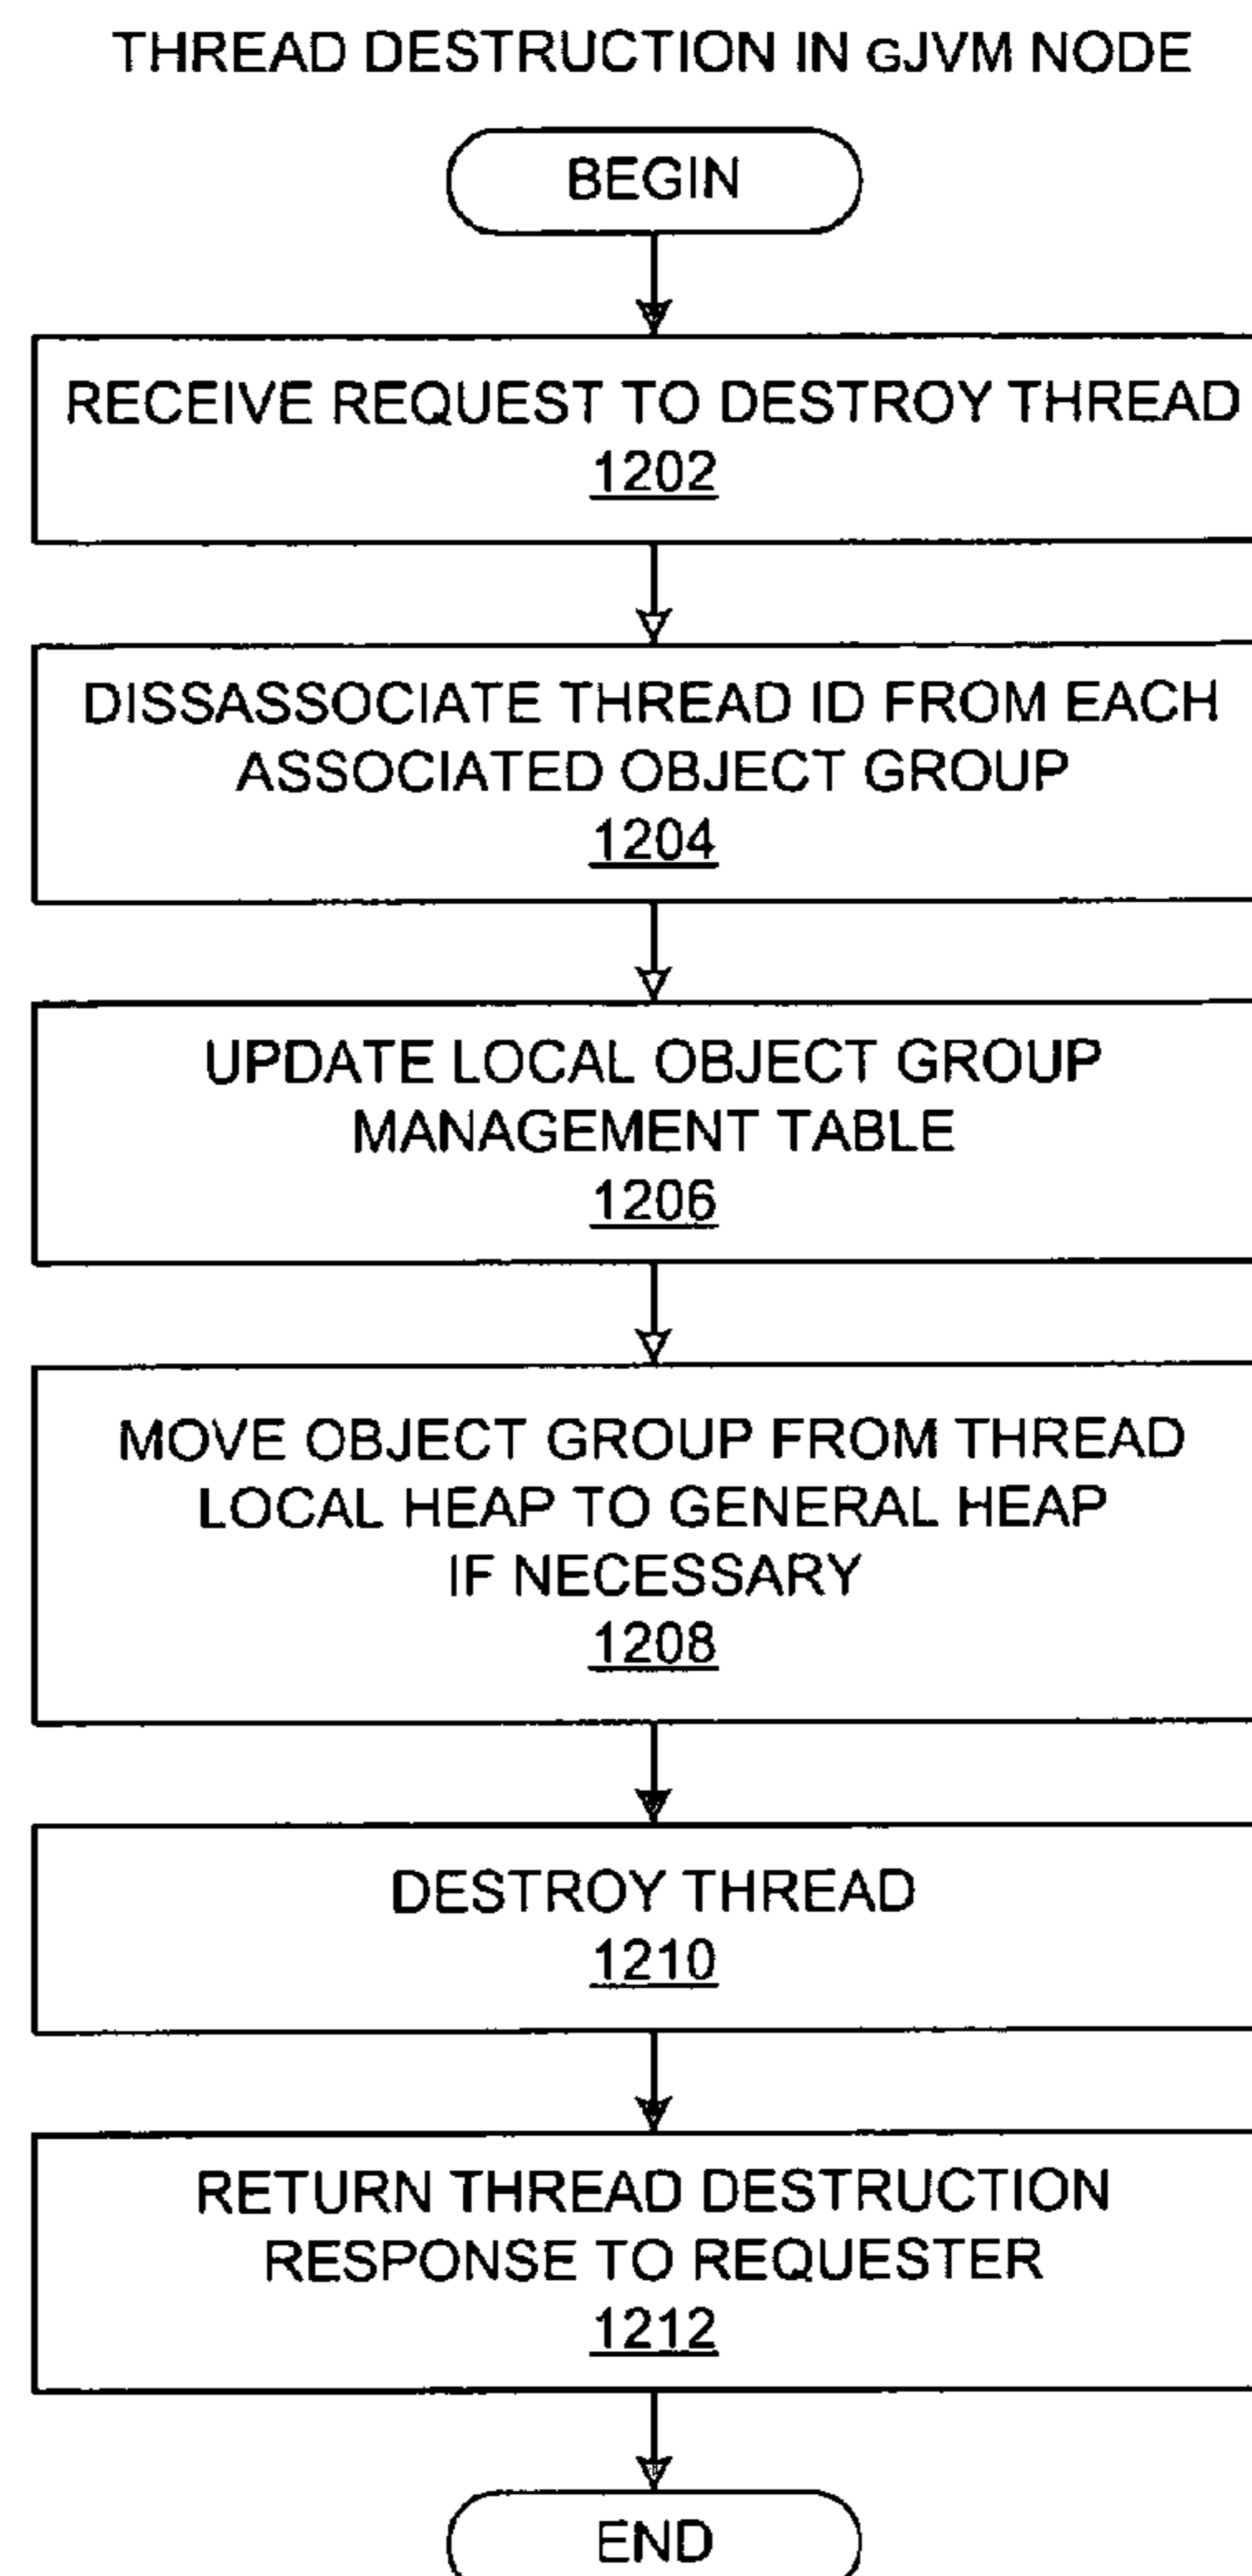 THREAD DESTRUCTION IN GJVM NODE
BEGIN
RECEIVE REQUEST TO DESTROY THREAD
1202
DISSASSOCIATE THREAD ID FROM EACH
ASSOCIATED OBJECT GROUP
1204
UPDATE LOCAL OBJECT GROUP
MANAGEMENT TABLE
1206
MOVE OBJECT GROUP FROM THREAD
LOCAL HEAP TO GENERAL HEAP
IF NECESSARY
1208
DESTROY THREAD
1210
RETURN THREAD DESTRUCTION
RESPONSE TO REQUESTER
1212
END